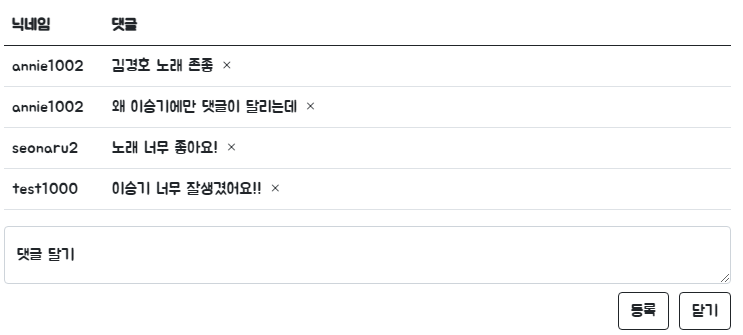 닉네임 댓글
annie1002 김경호 노래 존좋 ×
annie1002 왜 이승기에만 댓글이 달리는데 ×
seonaru2 노래 너무 좋아요! ×
test1000 이승기 너무 잘생겼어요!! ×
댓글 달기
등록 닫기